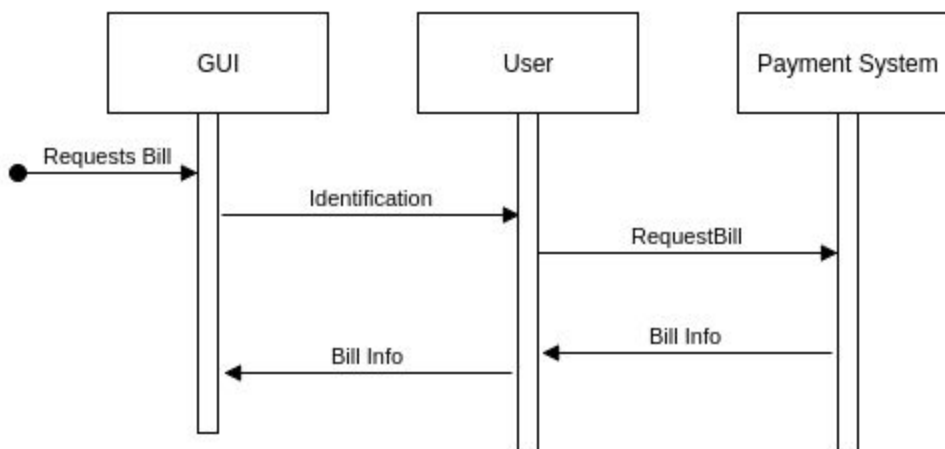 GUI
User
Payment System
Requests Bill
Identification
RequestBill
Bill Info
Bill Info